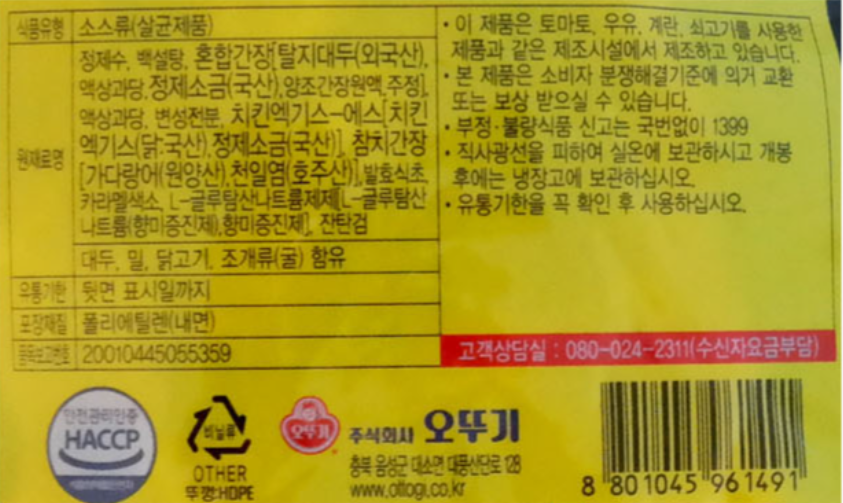 식품유형 소스류(살균제품)
원재료명
정제수, 백설탕, 혼합간장[탈지대두(외국산),
액상과당,정제소금(국산),양조간장원액,주정],
액상과당, 변성전분, 치킨엑기스-에스[치킨
엑기스(닭:국산),정제소금(국산)], 참치간장
[가다랑어(원양산),천일염(호주산)],발효식초,
카라멜색소, L-글루탐산나트륨제제[L-글루탐산
나트륨(향미증진제),향미증진제], 잔탄검
대두, 밀, 닭고기, 조개류(굴) 함유
유통기한 뒷면 표시일까지
포장재질 폴리에틸렌(내면)
품목보고번호 20010445055359
• 이 제품은 토마토, 우유, 계란, 쇠고기를 사용한
제품과 같은 제조시설에서 제조하고 있습니다.
• 본 제품은 소비자 분쟁해결기준에 의거 교환
또는 보상 받으실 수 있습니다.
• 부정·불량식품 신고는 국번없이 1399
• 직사광선을 피하여 실온에 보관하시고 개봉
후에는 냉장고에 보관하십시오.
• 유통기한을 꼭 확인 후 사용하십시오.
고객상담실 : 080-024-2311(수신자요금부담)
안전관리인증
HACCP
비닐류
OTHER
뚜껑:HDPE
오뚜기
주식회사 오뚜기
충북 음성군 대소면 대풍산단로 128
www.ottogi.co.kr
8 801045 961491